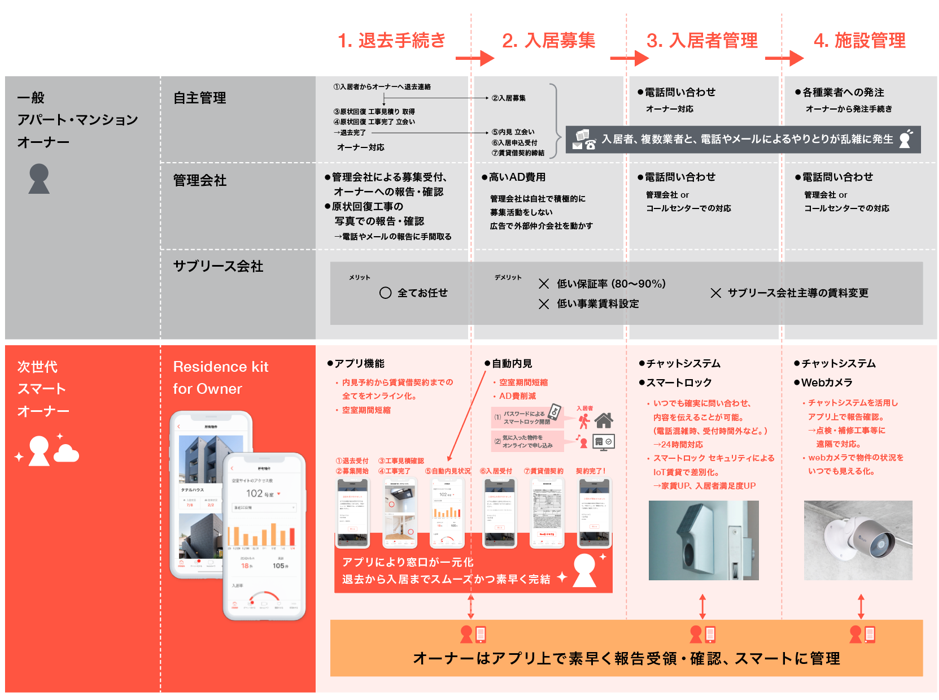 1. 退去手続き
2. 入居募集
3. 入居者管理
4. 施設管理
一般
アパート・マンション
オーナー
自主管理
①入居者からオーナーへ退去連絡
②入居募集
③原状回復 工事見積り 取得
④原状回復 工事完了 立会い
→退去完了
オーナー対応
⑤内見 立会い
⑥入居申込受付
⑦賃貸借契約締結
●電話問い合わせ
オーナー対応
●各種業者への発注
オーナーから発注手続き
入居者、複数業者と、電話やメールによるやりとりが乱雑に発生
管理会社
●管理会社による募集受付、
オーナーへの報告・確認
●原状回復工事の
写真での報告・確認
→電話やメールの報告に手間取る
●高いAD費用
管理会社は自社で積極的に
募集活動をしない
広告で外部仲介会社を動かす
●電話問い合わせ
管理会社 or
コールセンターでの対応
●電話問い合わせ
管理会社 or
コールセンターでの対応
サブリース会社
メリット
○ 全てお任せ
デメリット
× 低い保証率（80〜90%）
× 低い事業賃料設定
× サブリース会社主導の賃料変更
次世代
スマート
オーナー
Residence kit
for Owner
102
18
105
●アプリ機能
・内見予約から賃貸借契約までの
全てをオンライン化。
・空室期間短縮
●自動内見
・空室期間短縮
・AD費削減
① パスワードによる
スマートロック開閉
② 気に入った物件を
オンラインで申し込み
入居者
①退去受付
②募集開始
③工事見積確認
④工事完了
⑤自動内見状況
⑥入居受付
⑦賃貸契約
契約完了！
アプリにより窓口が一元化
退去から入居までスムーズかつ素早く完結
●チャットシステム
●スマートロック
・いつでも確実に問い合わせ、
内容を伝えることが可能。
（電話混雑時、受付時間外など。）
→24時間対応
・スマートロック セキュリティによる
IoT賃貸で差別化。
→家賃UP、入居者満足度UP
●チャットシステム
●Webカメラ
・チャットシステムを活用し
アプリ上で報告確認。
→点検・補修工事等に
遠隔で対応。
・webカメラで物件の状況を
いつでも見える化。
オーナーはアプリ上で素早く報告受領・確認、スマートに管理